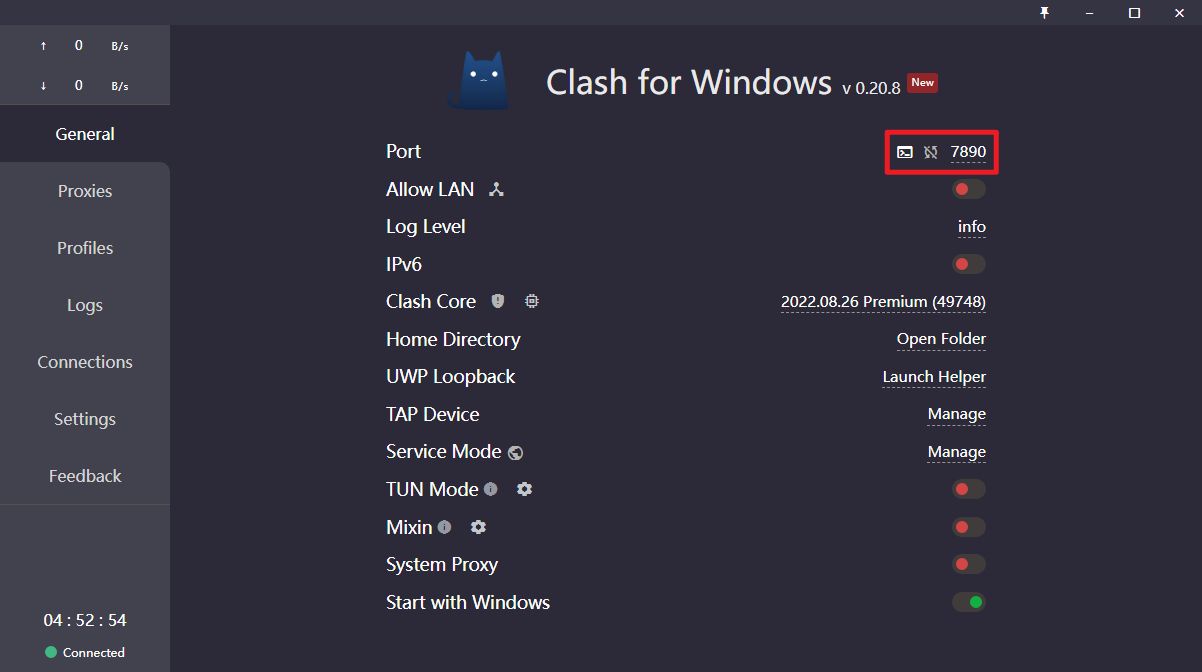 ↑ 0 B/s
↓ 0 B/s
General
Proxies
Profiles
Logs
Connections
Settings
Feedback
04 : 52 : 54
Connected
Clash for Windows v 0.20.8 New
Port 7890
Allow LAN
Log Level info
IPv6
Clash Core 2022.08.26 Premium (49748)
Home Directory Open Folder
UWP Loopback Launch Helper
TAP Device Manage
Service Mode Manage
TUN Mode
Mixin
System Proxy
Start with Windows